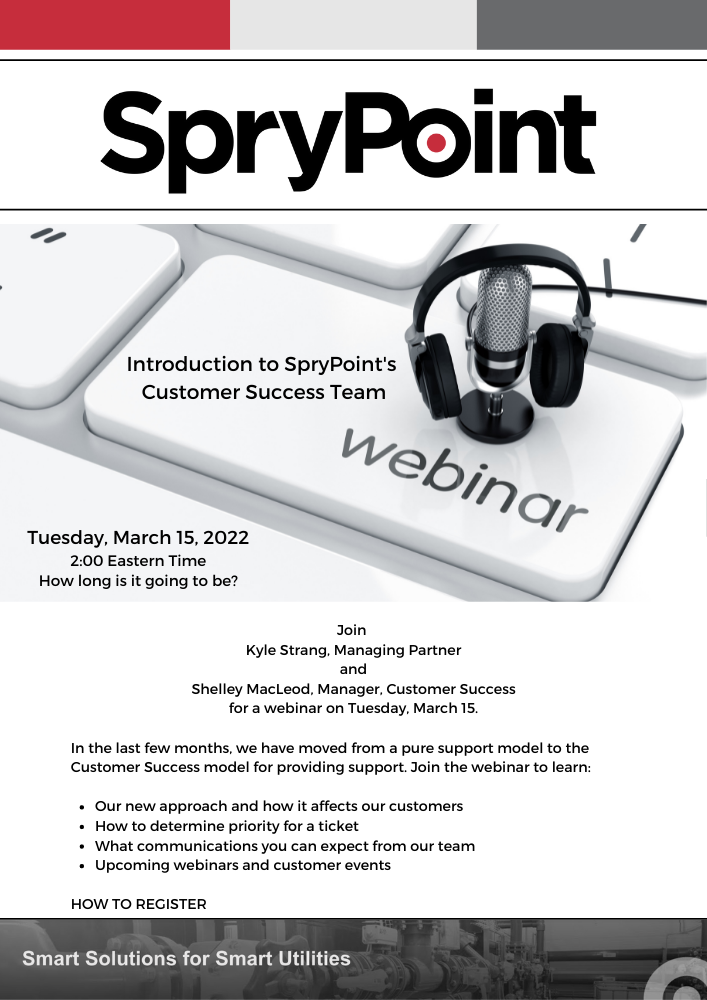 SpryPoint
Introduction to SpryPoint's
Customer Success Team
webinar
Tuesday, March 15, 2022
2:00 Eastern Time
How long is it going to be?
Join
Kyle Strang, Managing Partner
and
Shelley MacLeod, Manager, Customer Success
for a webinar on Tuesday, March 15.
In the last few months, we have moved from a pure support model to the
Customer Success model for providing support. Join the webinar to learn:
• Our new approach and how it affects our customers
• How to determine priority for a ticket
• What communications you can expect from our team
• Upcoming webinars and customer events
HOW TO REGISTER
Smart Solutions for Smart Utilities